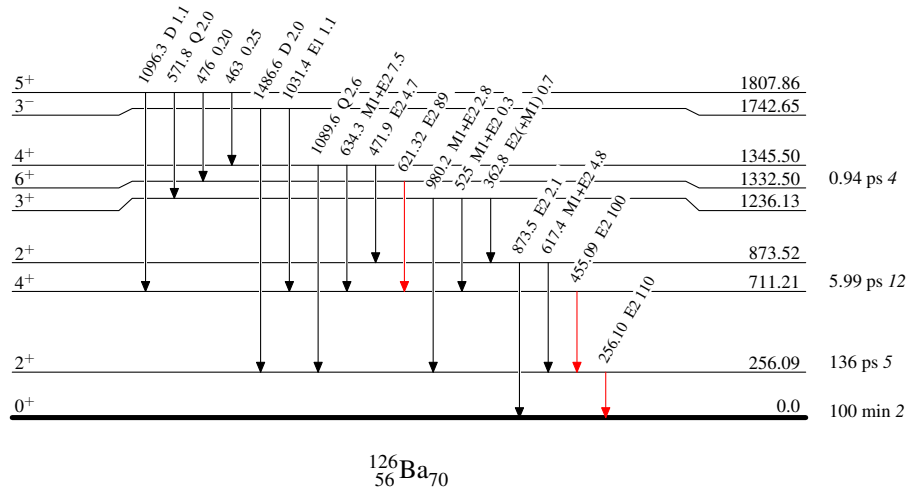 1096.3 D 1.1
571.8 Q 2.0
476 0.20
463 0.25
1486.6 D 2.0
1031.4 E1 1.1
1089.6 Q 2.6
634.3 M1+E2 7.5
471.9 E2 4.7
621.32 E2 89
980.2 M1+E2 2.8
525 M1+E2 0.3
362.8 E2(+M1) 0.7
873.5 E2 2.1
617.4 M1+E2 4.8
455.09 E2 100
256.10 E2 110
5⁺ 1807.86
3⁻ 1742.65
4⁺ 1345.50
6⁺ 1332.50 0.94 ps 4
3⁺ 1236.13
2⁺ 873.52
4⁺ 711.21 5.99 ps 12
2⁺ 256.09 136 ps 5
0⁺ 0.0 100 min 2
¹²⁶₅₆Ba₇₀